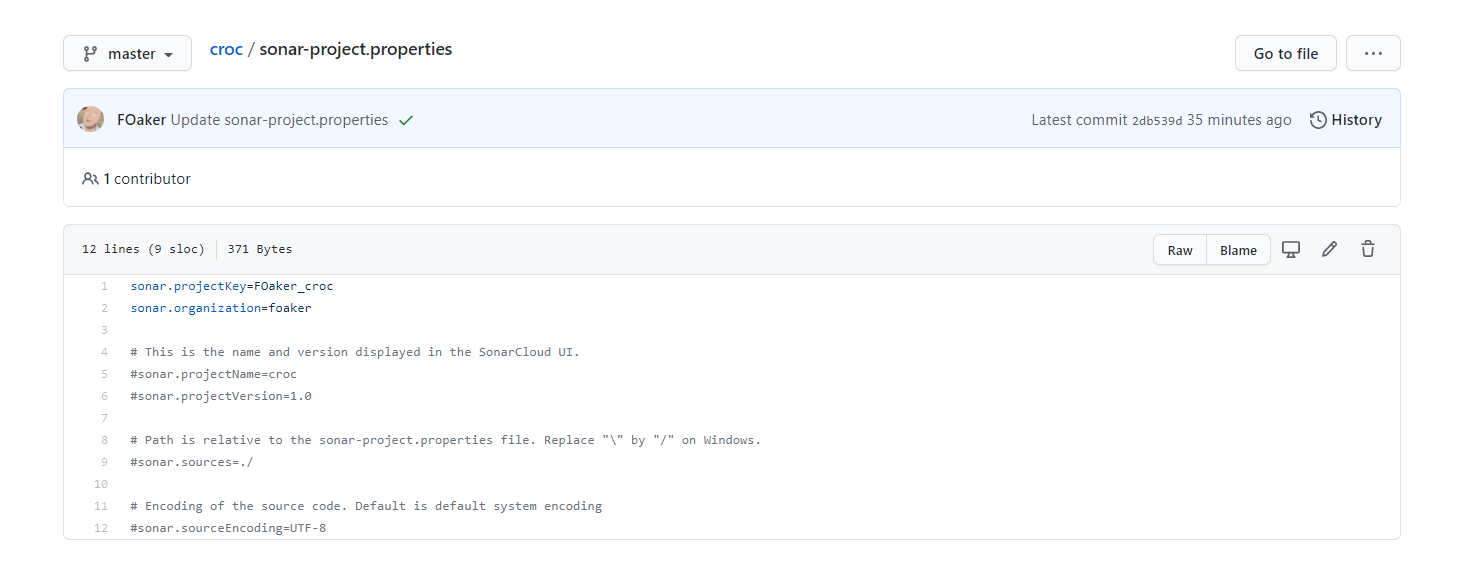 master
croc / sonar-project.properties
Go to file
...
FOaker Update sonar-project.properties
Latest commit 2db539d 35 minutes ago
History
1 contributor
12 lines (9 sloc)
371 Bytes
Raw
Blame
1 sonar.projectKey=FOaker_croc
2 sonar.organization=foaker
3
4 # This is the name and version displayed in the SonarCloud UI.
5 #sonar.projectName=croc
6 #sonar.projectVersion=1.0
7
8 # Path is relative to the sonar-project.properties file. Replace "\" by "/" on Windows.
9 #sonar.sources=./
10
11 # Encoding of the source code. Default is default system encoding
12 #sonar.sourceEncoding=UTF-8